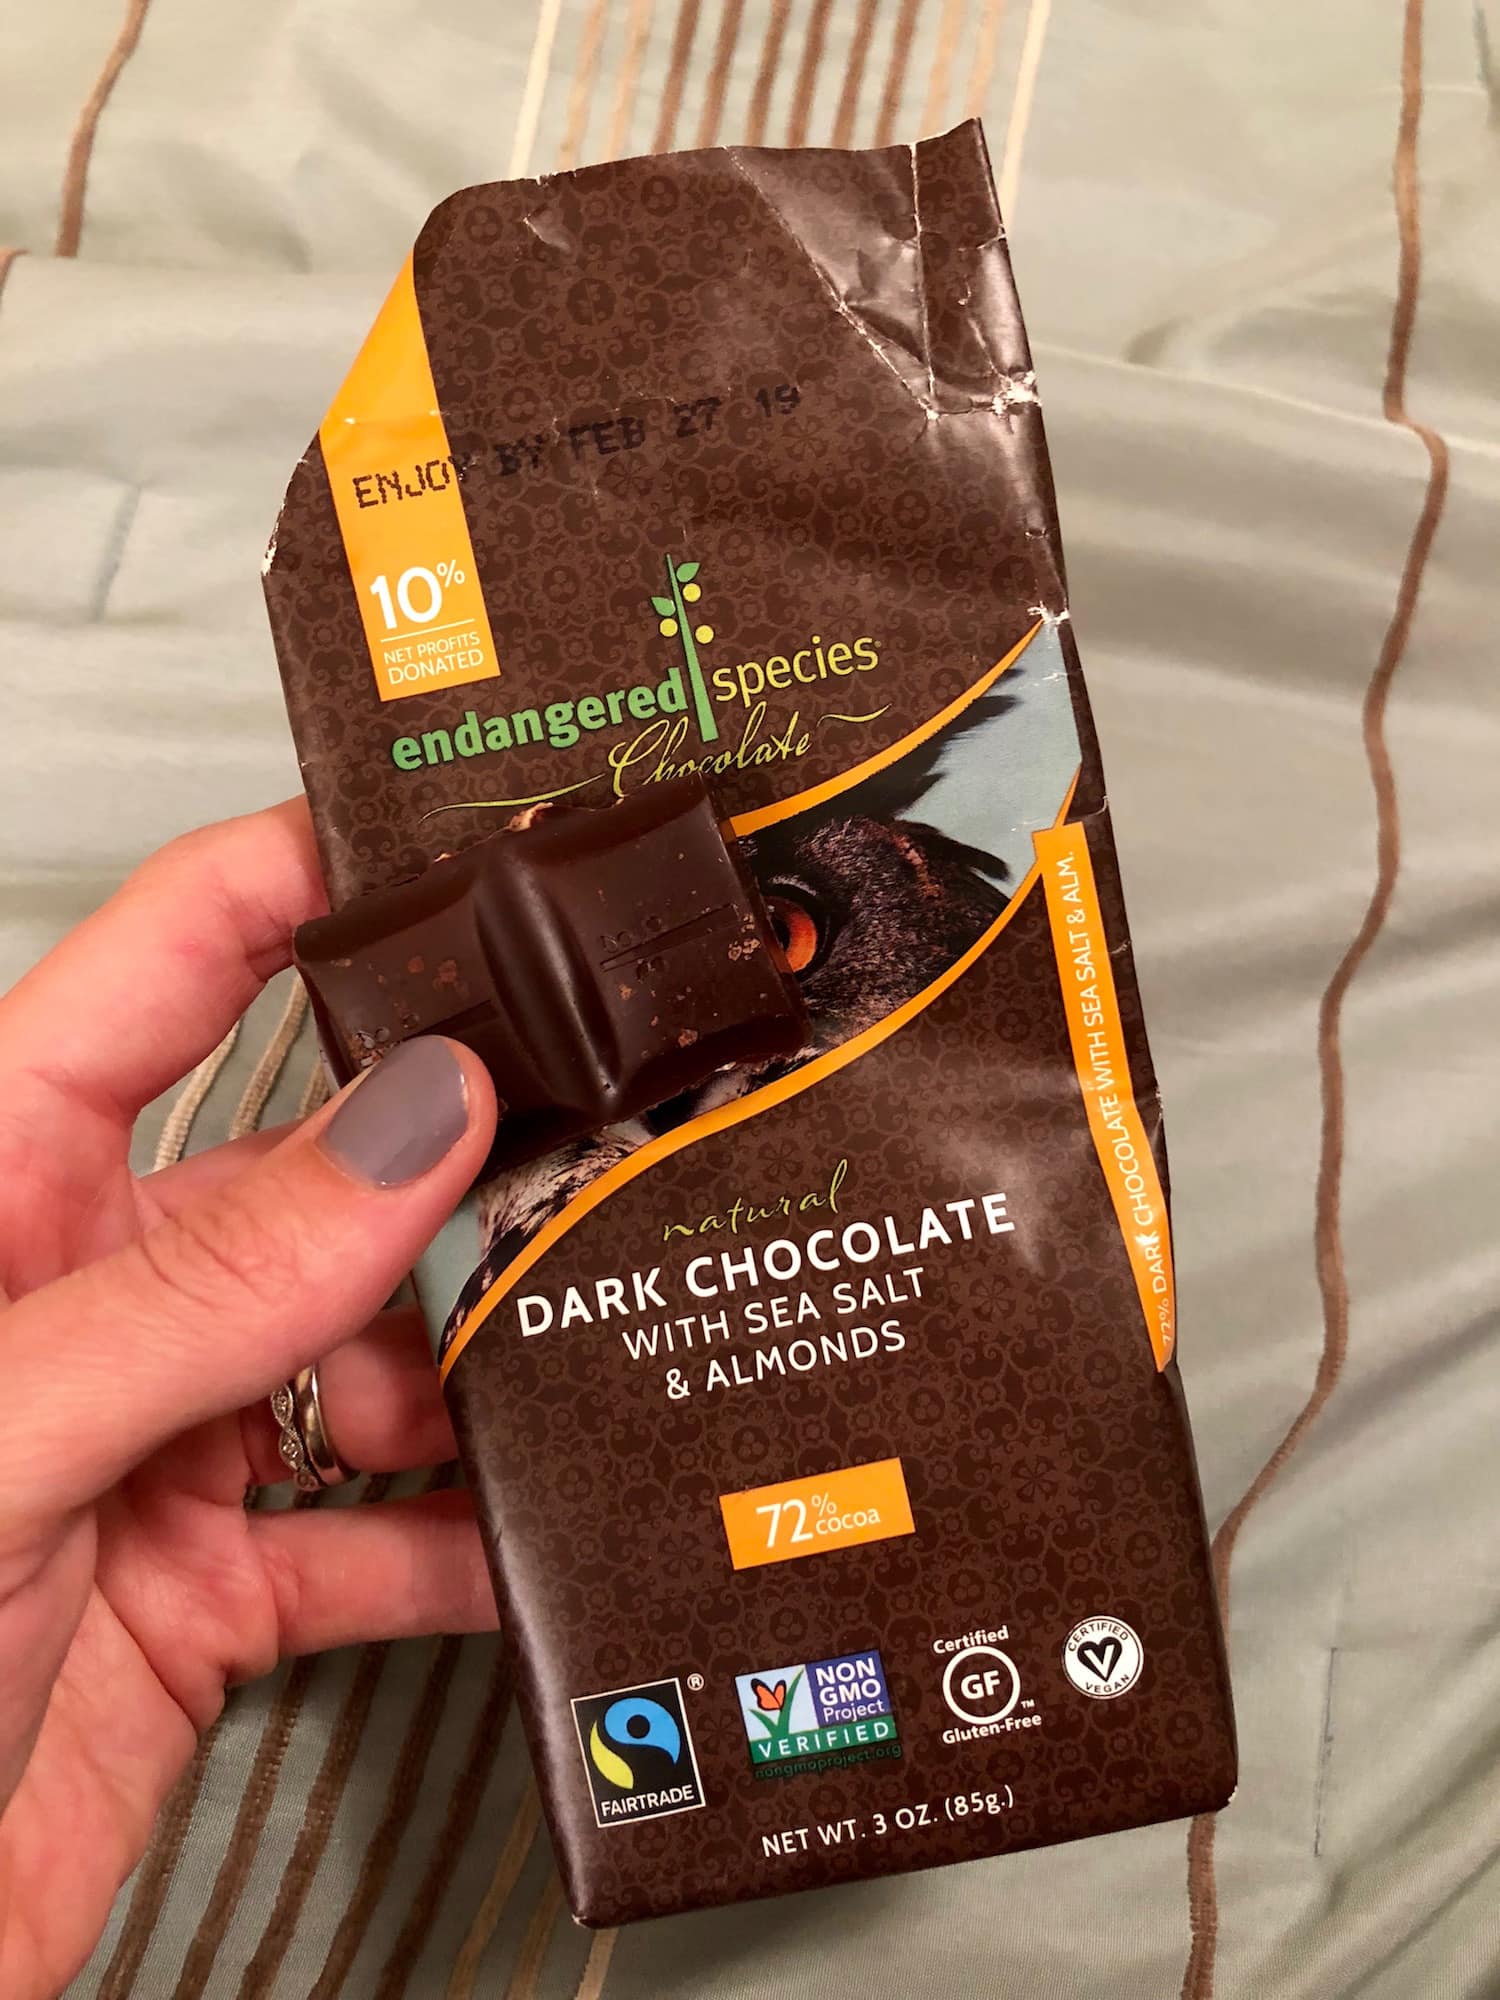 ENJOY BY FEB 27 19
10%
NET PROFITS
DONATED
endangered species
Chocolate
natural
DARK CHOCOLATE
WITH SEA SALT
& ALMONDS
72% cocoa
72% DARK CHOCOLATE WITH SEA SALT & ALM.
FAIRTRADE
®
NON
GMO
Project
VERIFIED
nongmoproject.org
Certified
GF
TM
Gluten-Free
CERTIFIED
V
VEGAN
NET WT. 3 OZ. (85g.)